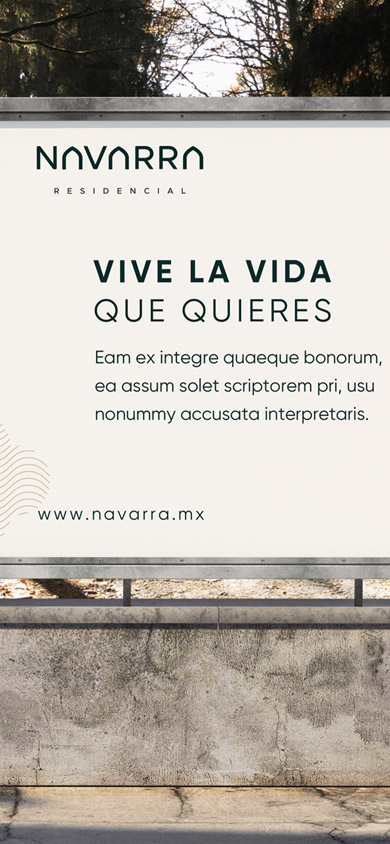 NAVARRA
RESIDENCIAL
VIVE LA VIDA
QUE QUIERES
Eam ex integre quaeque bonorum,
ea assum solet scriptorem pri, usu
nonummy accusata interpretaris.
www.navarra.mx